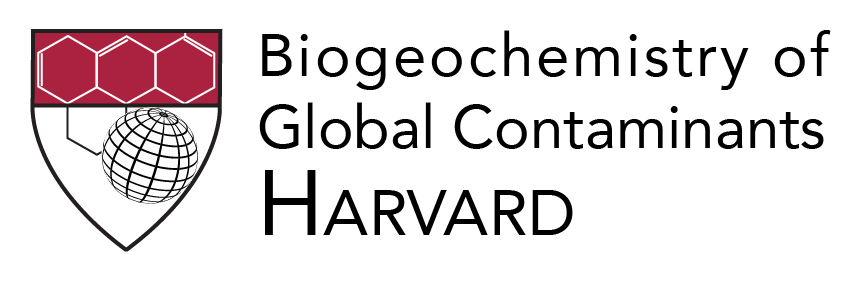 Biogeochemistry of
Global Contaminants
HARVARD